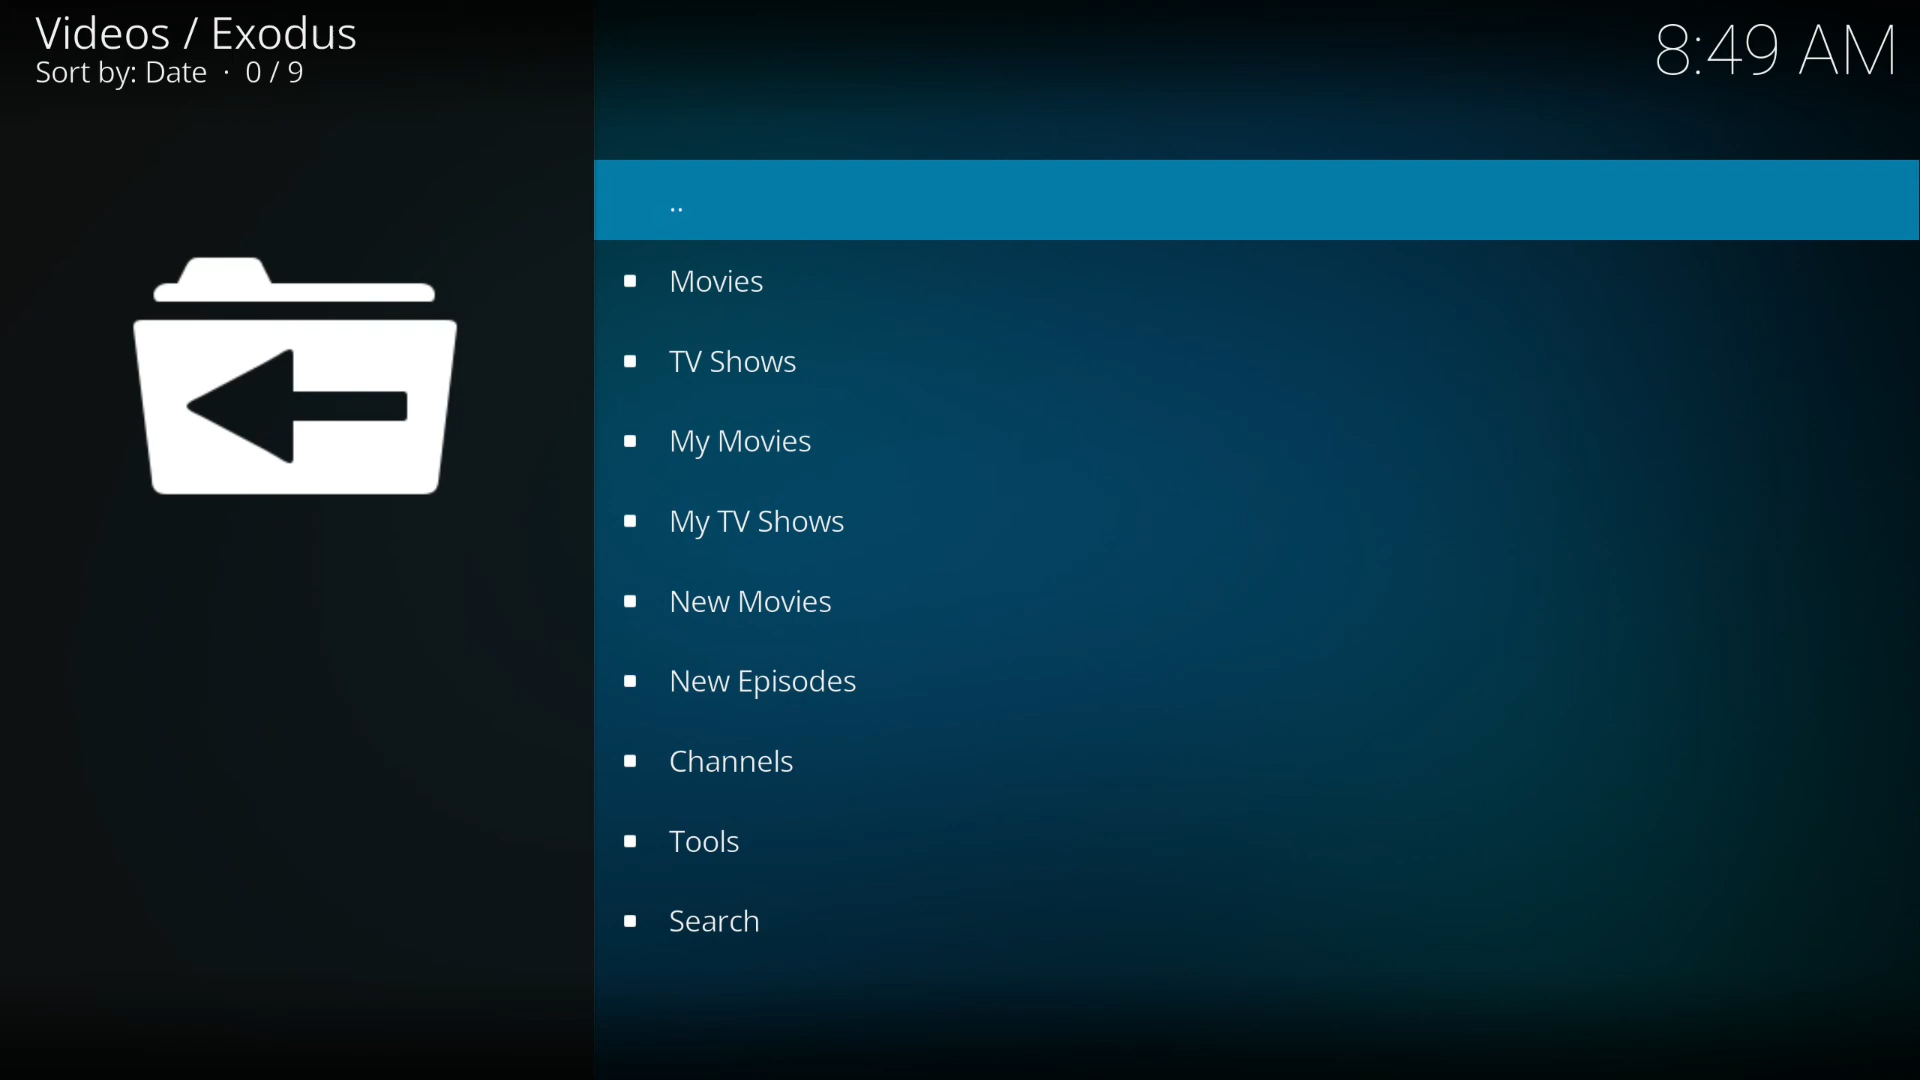 Videos / Exodus
Sort by: Date · 0 / 9
8:49 AM
..
Movies
TV Shows
My Movies
My TV Shows
New Movies
New Episodes
Channels
Tools
Search